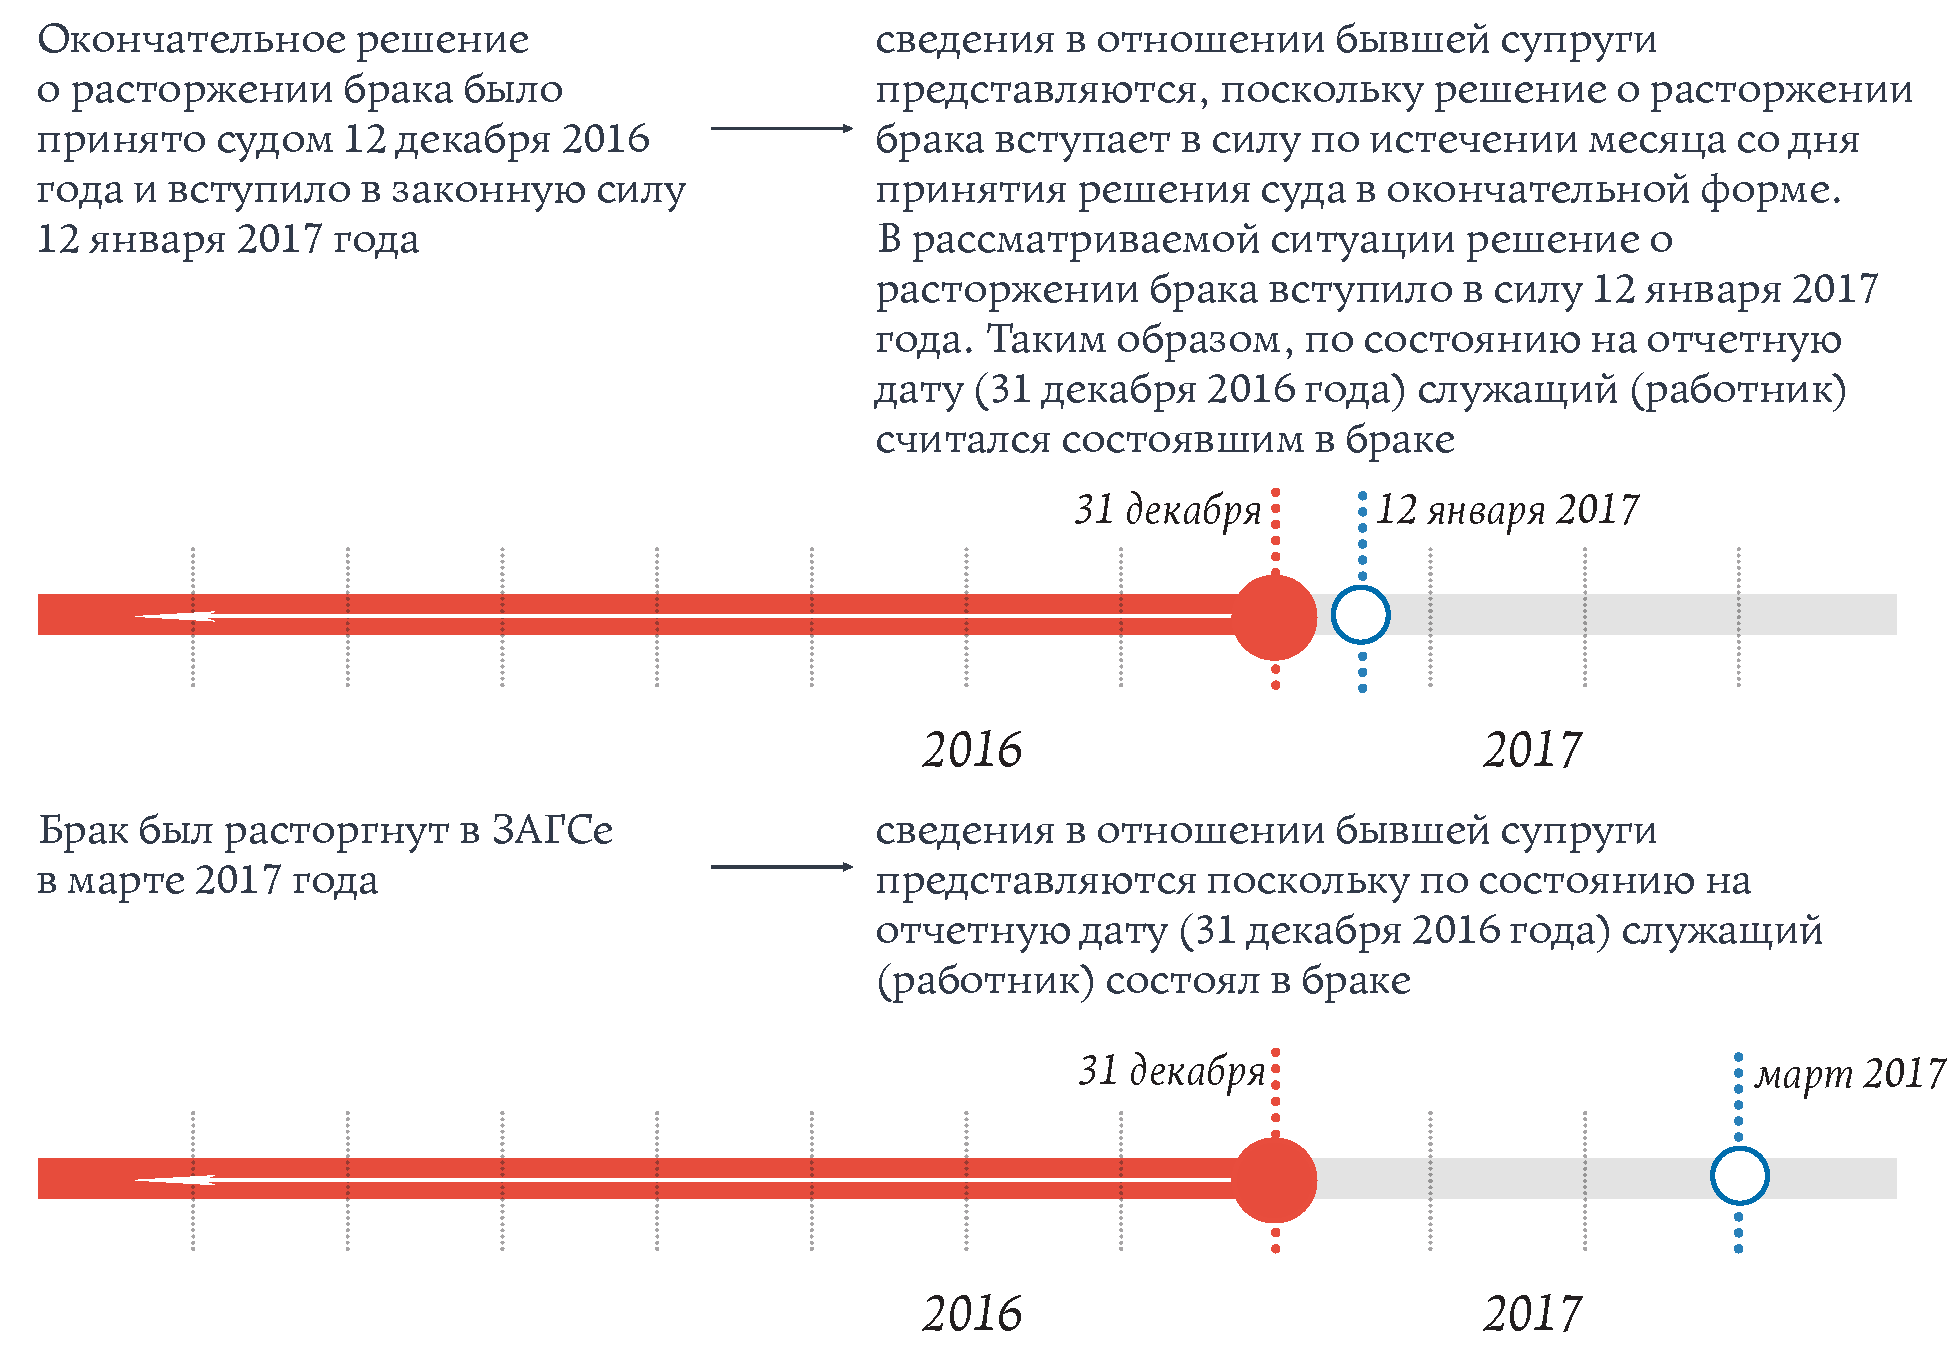 Окончательное решение
о расторжении брака было
принято судом 12 декабря 2016
года и вступило в законную силу
12 января 2017 года
сведения в отношении бывшей супруги
представляются, поскольку решение о расторжении
брака вступает в силу по истечении месяца со дня
принятия решения суда в окончательной форме.
В рассматриваемой ситуации решение о
расторжении брака вступило в силу 12 января 2017
года. Таким образом, по состоянию на отчетную
дату (31 декабря 2016 года) служащий (работник)
считался состоявшим в браке
31 декабря
12 января 2017
2016
2017
Брак был расторгнут в ЗАГСе
в марте 2017 года
сведения в отношении бывшей супруги
представляются поскольку по состоянию на
отчетную дату (31 декабря 2016 года) служащий
(работник) состоял в браке
31 декабря
март 2017
2016
2017